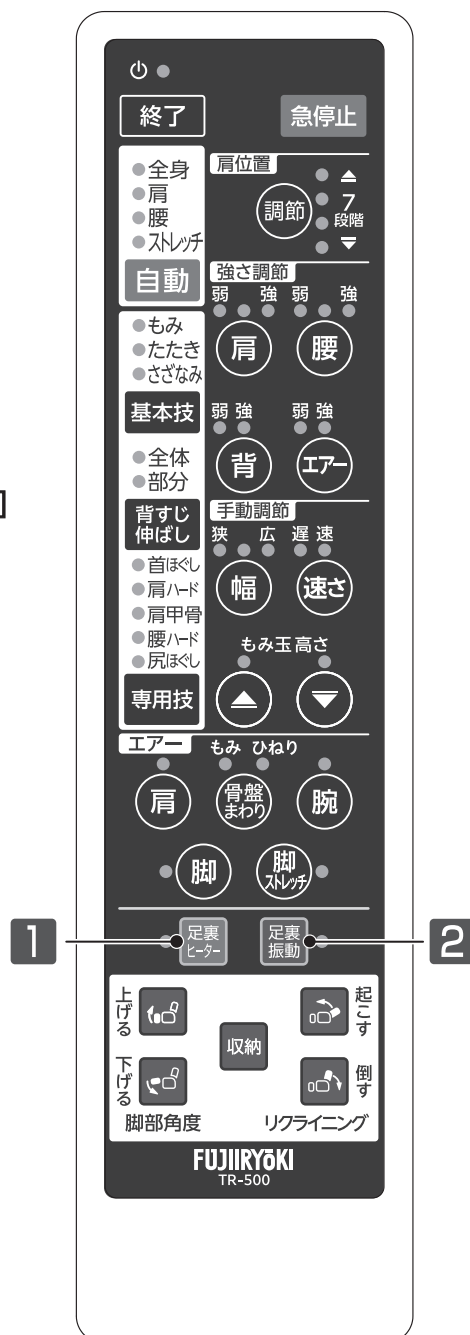 終了
急停止
全身
肩
腰
ストレッチ
自動
肩位置
調節
7
段階
強さ調節
弱 強 弱 強
肩 腰
もみ
たたき
さざなみ
基本技
弱 強 弱 強
背 エアー
全体
部分
背すじ
伸ばし
手動調節
狭 広 遅 速
幅 速さ
首ほぐし
肩ハード
肩甲骨
腰ハード
尻ほぐし
専用技
もみ玉高さ
エアー
もみ ひねり
肩
骨盤
まわり
腕
脚
脚
ストレッチ
1
足裏
ヒーター
足裏
振動
2
上げる
下げる
脚部角度
収納
起こす
倒す
リクライニング
FUJIIRYOKI
TR-500